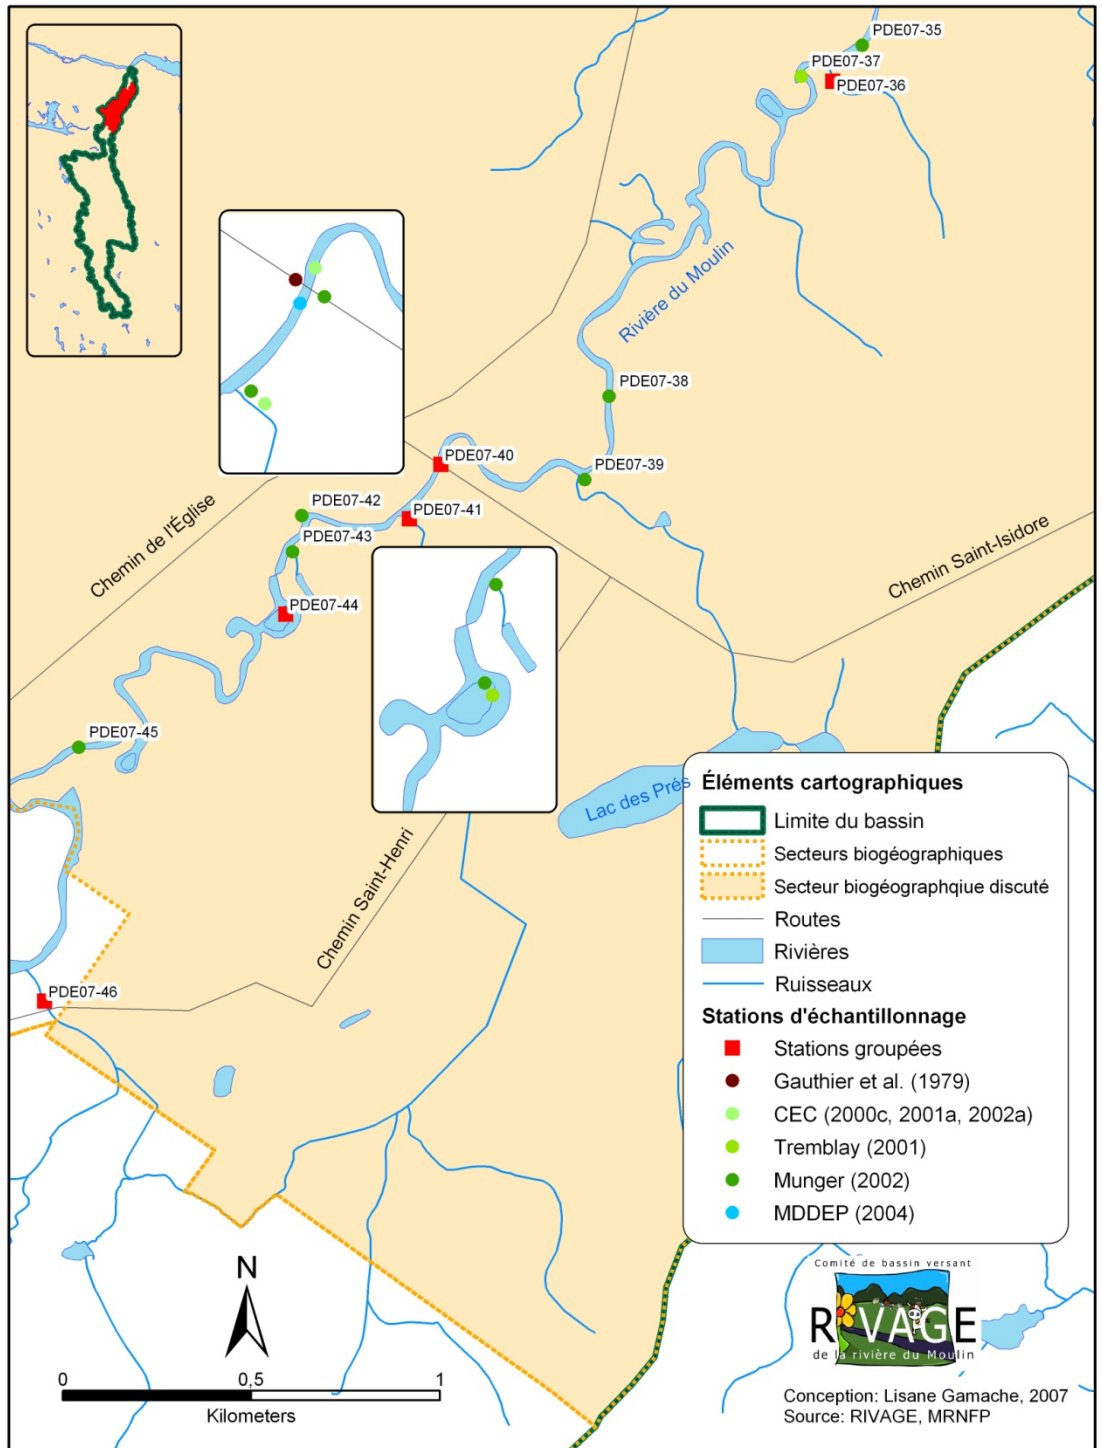 PDE07-35
PDE07-37
PDE07-36
Rivière du Moulin
PDE07-38
PDE07-40
PDE07-39
PDE07-42
PDE07-41
PDE07-43
Chemin de l'Église
Chemin Saint-Isidore
PDE07-44
PDE07-45
Lac des Prés
Chemin Saint-Henri
PDE07-46
Éléments cartographiques
Limite du bassin
Secteurs biogéographiques
Secteur biogéographqiue discuté
Routes
Rivières
Ruisseaux
Stations d'échantillonnage
Stations groupées
Gauthier et al. (1979)
CEC (2000c, 2001a, 2002a)
Tremblay (2001)
Munger (2002)
MDDEP (2004)
N
0 0,5 1
Kilometers
Comité de bassin versant
RIVAGE
de la rivière du Moulin
Conception: Lisane Gamache, 2007
Source: RIVAGE, MRNFP